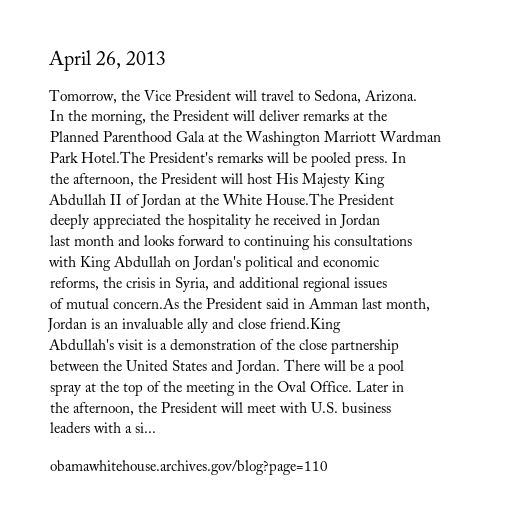 April 26, 2013
Tomorrow, the Vice President will travel to Sedona, Arizona.
In the morning, the President will deliver remarks at the
Planned Parenthood Gala at the Washington Marriott Wardman
Park Hotel.The President's remarks will be pooled press. In
the afternoon, the President will host His Majesty King
Abdullah II of Jordan at the White House.The President
deeply appreciated the hospitality he received in Jordan
last month and looks forward to continuing his consultations
with King Abdullah on Jordan's political and economic
reforms, the crisis in Syria, and additional regional issues
of mutual concern.As the President said in Amman last month,
Jordan is an invaluable ally and close friend.King
Abdullah's visit is a demonstration of the close partnership
between the United States and Jordan. There will be a pool
spray at the top of the meeting in the Oval Office. Later in
the afternoon, the President will meet with U.S. business
leaders with a si...
obamawhitehouse.archives.gov/blog?page=110